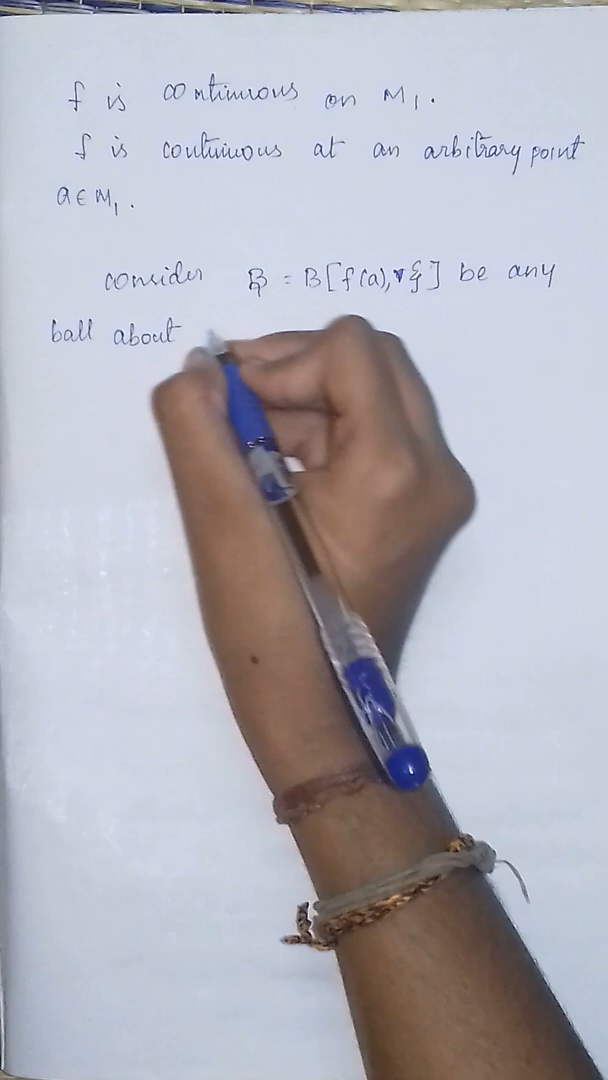 f is continuous on M₁.
f is continuous at an arbitrary point
a ∈ M₁.
consider B = B[f(a), ξ] be any
ball about